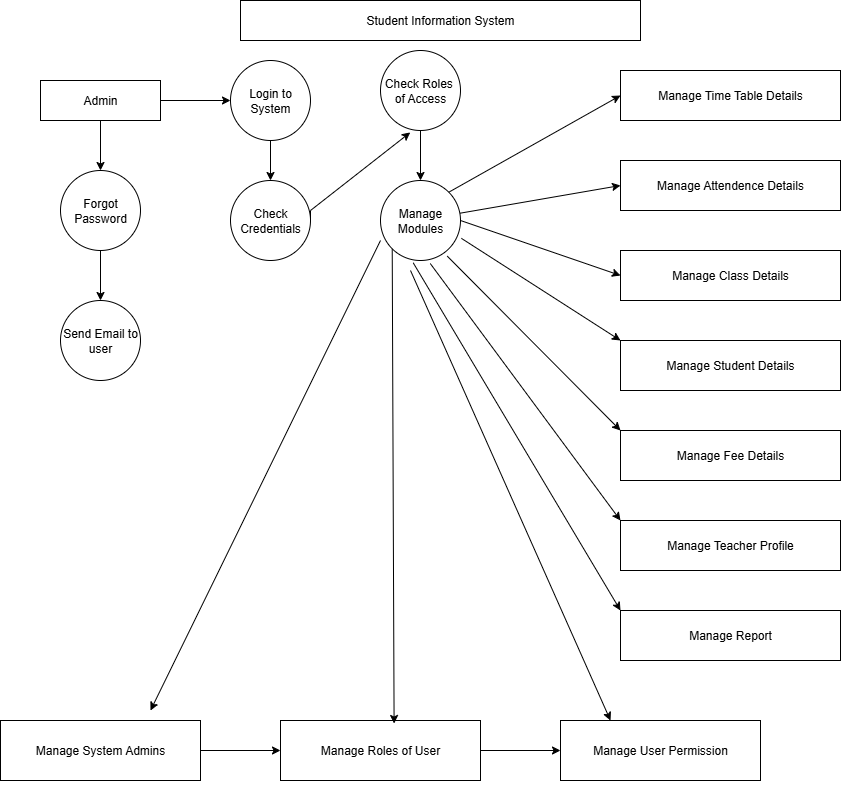 Student Information System
Admin
Login to
System
Check Roles
of Access
Manage Time Table Details
Forgot
Password
Check
Credentials
Manage
Modules
Manage Attendence Details
Manage Class Details
Send Email to
user
Manage Student Details
Manage Fee Details
Manage Teacher Profile
Manage Report
Manage System Admins
Manage Roles of User
Manage User Permission